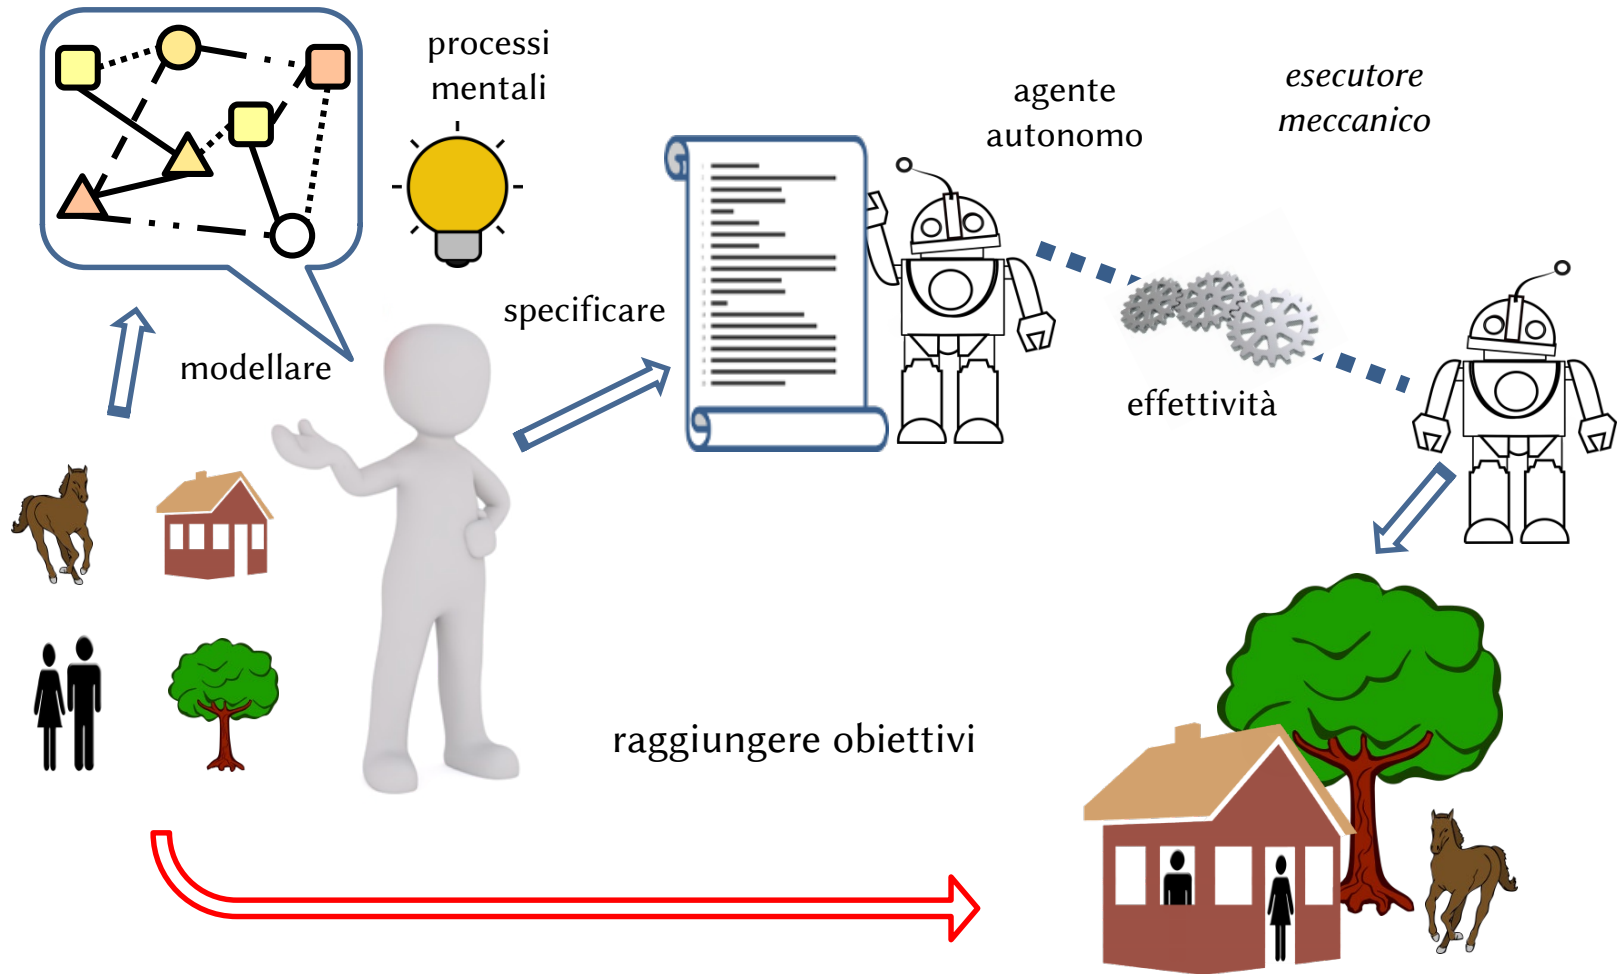 processi
mentali
agente
autonomo
esecutore
meccanico
specificare
modellare
effettività
raggiungere obiettivi